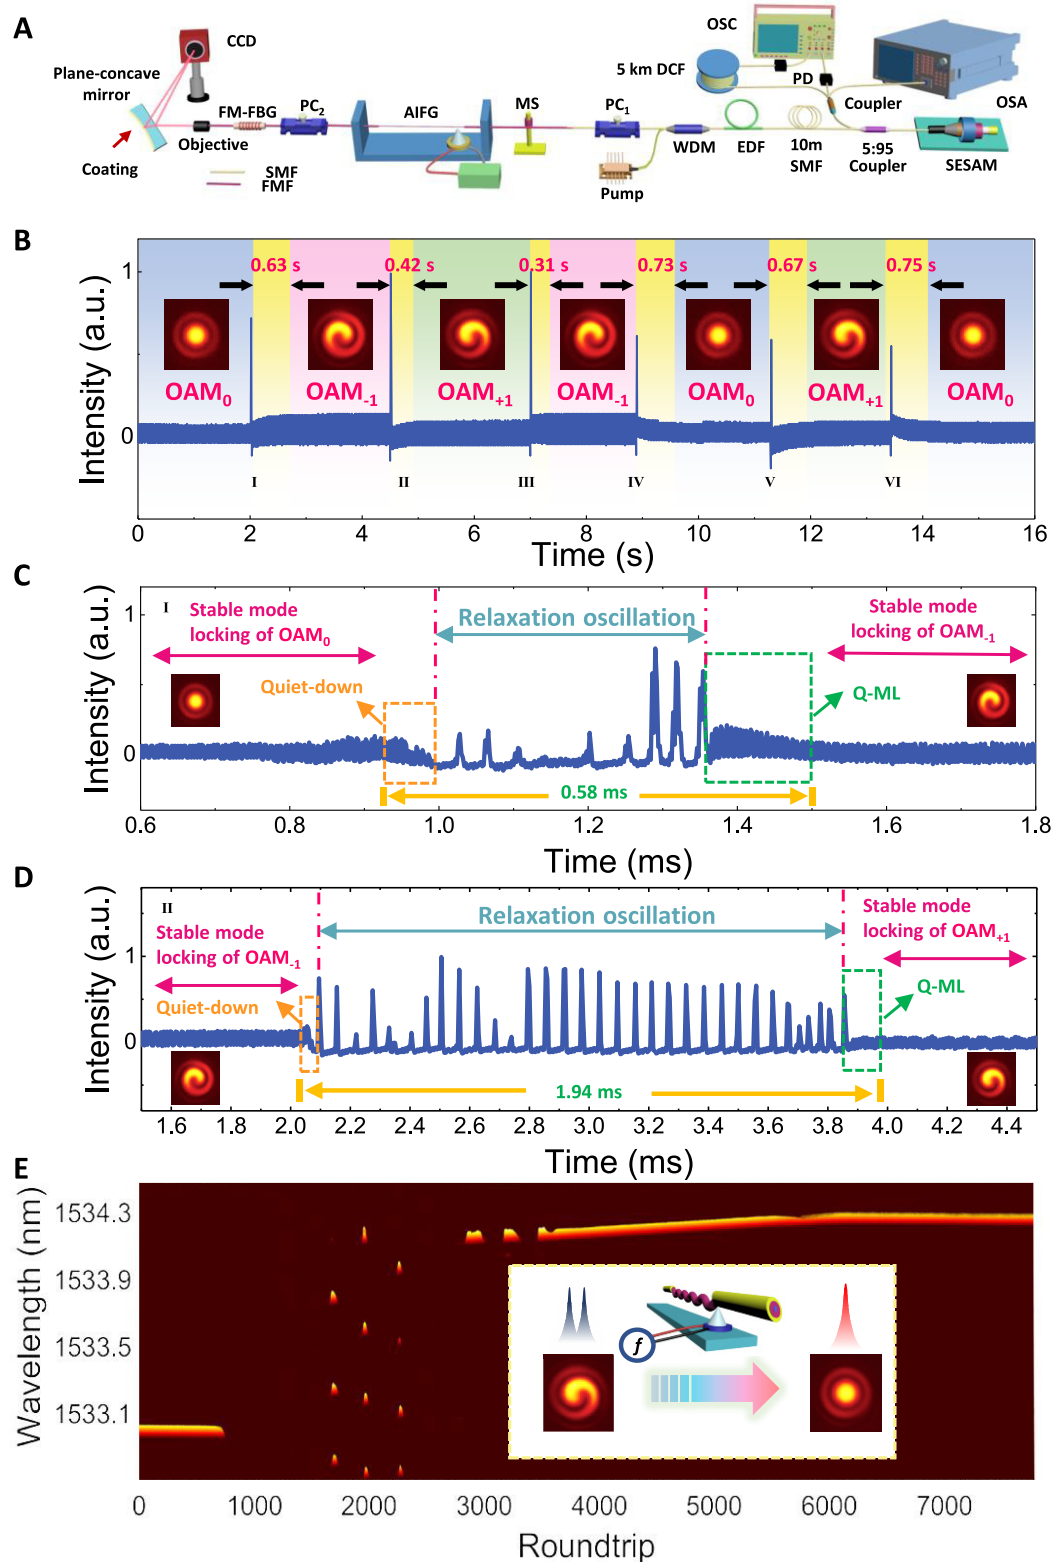 A
CCD
Plane-concave
mirror
FM-FBG
PC2
AIFG
MS
PC1
OSC
5 km DCF
PD
Coupler
OSA
Objective
Coating
SMF
FMF
Pump
WDM
EDF
10m
SMF
5:95
Coupler
SESAM
B
Intensity (a.u.)
1
0
0.63 s
0.42 s
0.31 s
0.73 s
0.67 s
0.75 s
OAM0
OAM-1
OAM+1
OAM-1
OAM0
OAM+1
OAM0
I
II
III
IV
V
VI
0 2 4 6 8 10 12 14 16
Time (s)
C
Intensity (a.u.)
1
0
I
Stable mode
locking of OAM0
Relaxation oscillation
Stable mode
locking of OAM-1
Quiet-down
Q-ML
0.58 ms
0.6 0.8 1.0 1.2 1.4 1.6 1.8
Time (ms)
D
Intensity (a.u.)
1
0
II
Stable mode
locking of OAM-1
Relaxation oscillation
Stable mode
locking of OAM+1
Quiet-down
Q-ML
1.94 ms
1.6 1.8 2.0 2.2 2.4 2.6 2.8 3.0 3.2 3.4 3.6 3.8 4.0 4.2 4.4
Time (ms)
E
Wavelength (nm)
1534.3
1533.9
1533.5
1533.1
f
0 1000 2000 3000 4000 5000 6000 7000
Roundtrip